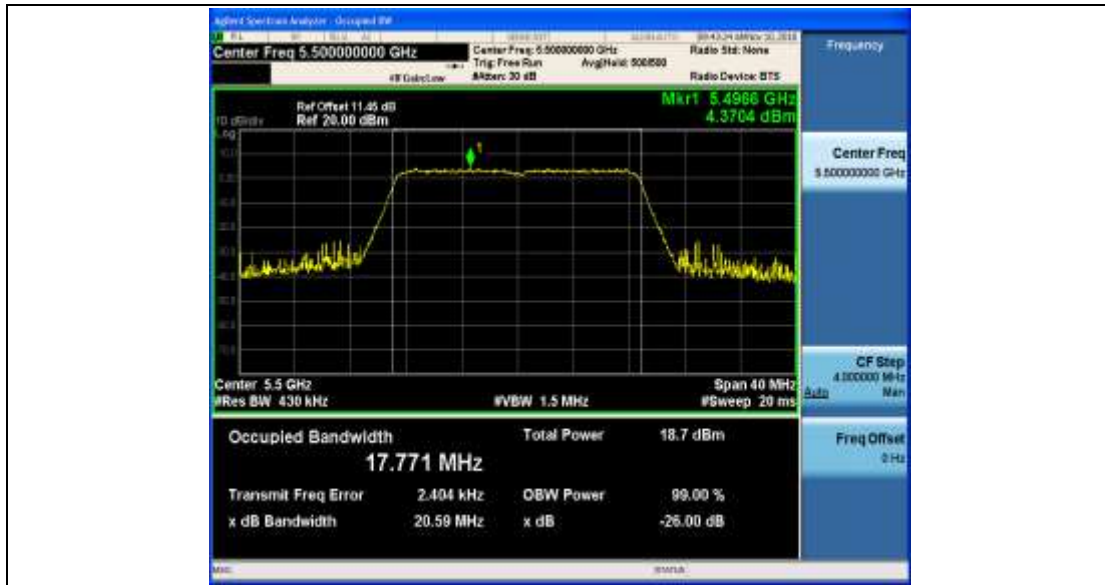 Agilent Spectrum Analyzer - Occupied BW
Center Freq 5.500000000 GHz
Center Freq: 5.500000000 GHz
Radio Std: None
Trig: Free Run
Avg|Hold: 500/500
#IFGain:Low
#Atten: 30 dB
Radio Device: BTS
Frequency
Ref Offset 11.45 dB
Mkr1 5.4966 GHz
10 dB/div
Ref 20.00 dBm
4.3704 dBm
Log
1
Center Freq
5.500000000 GHz
Center 5.5 GHz
Span 40 MHz
#Res BW 430 kHz
#VBW 1.5 MHz
#Sweep 20 ms
CF Step
4.000000 MHz
Auto
Man
Occupied Bandwidth
Total Power
18.7 dBm
17.771 MHz
Freq Offset
0 Hz
Transmit Freq Error
2.404 kHz
OBW Power
99.00 %
x dB Bandwidth
20.59 MHz
x dB
-26.00 dB
MSG
STATUS